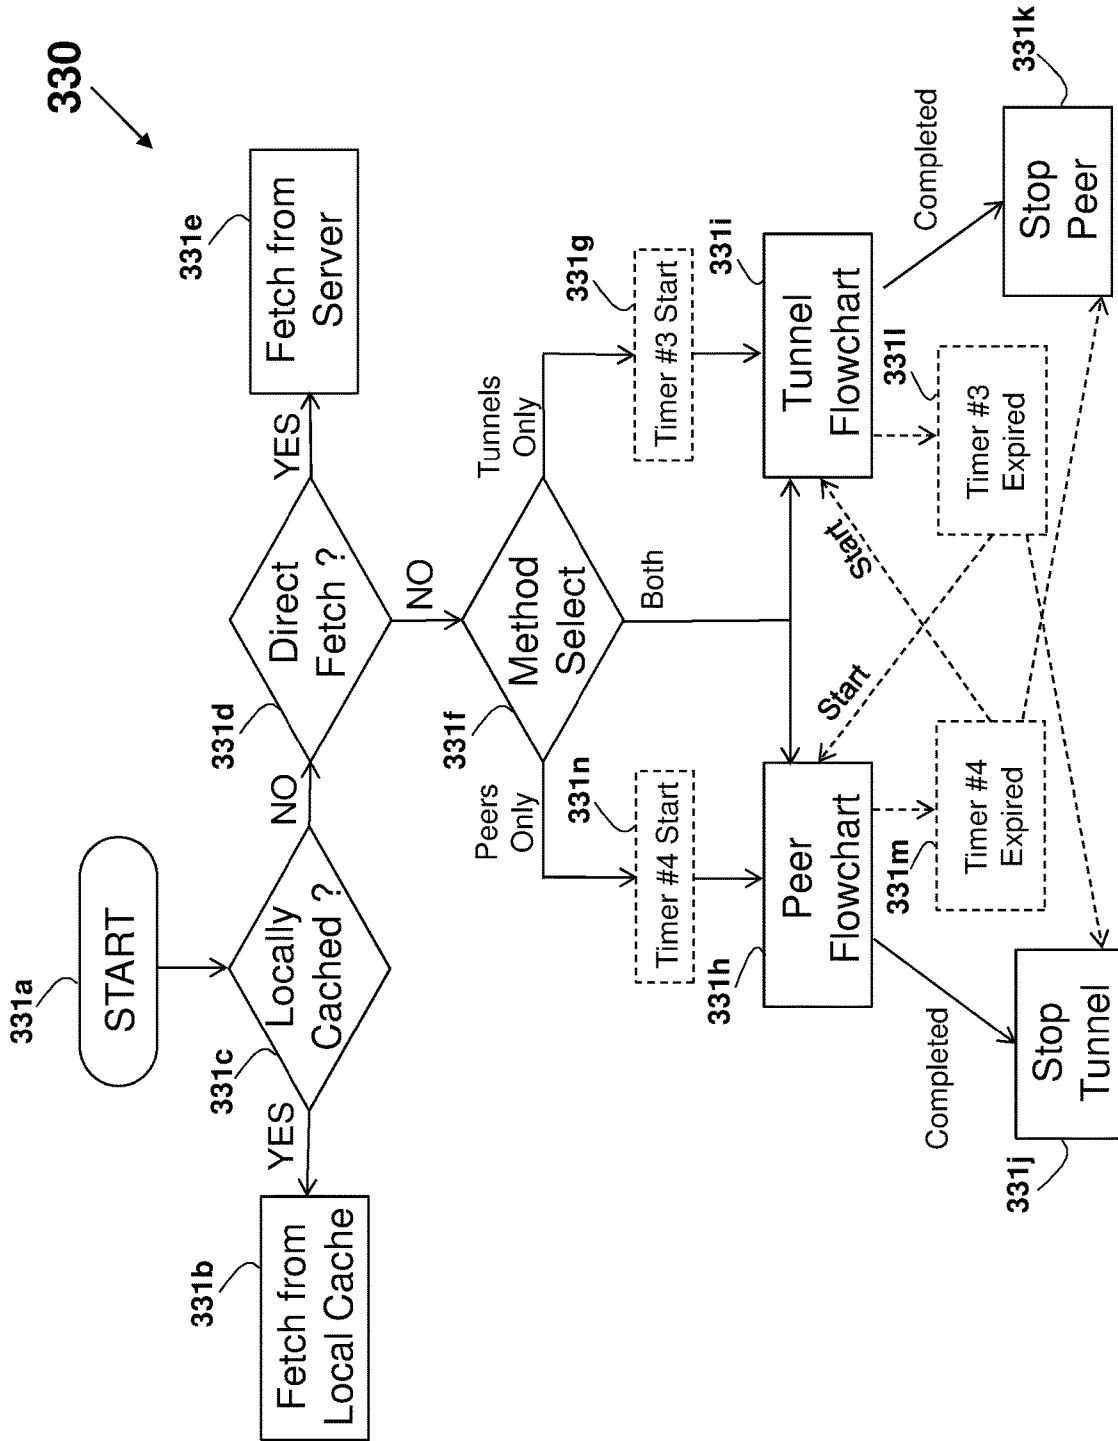 330
331a
START
331c
Locally
Cached ?
YES
NO
331b
Fetch from
Local Cache
331d
Direct
Fetch ?
YES
NO
331e
Fetch from
Server
331f
Method
Select
Peers
Only
Tunnels
Only
Both
331n
Timer #4 Start
331g
Timer #3 Start
331h
Peer
Flowchart
331i
Tunnel
Flowchart
Start
Start
331m
Timer #4
Expired
331l
Timer #3
Expired
Completed
Completed
331j
Stop
Tunnel
331k
Stop
Peer